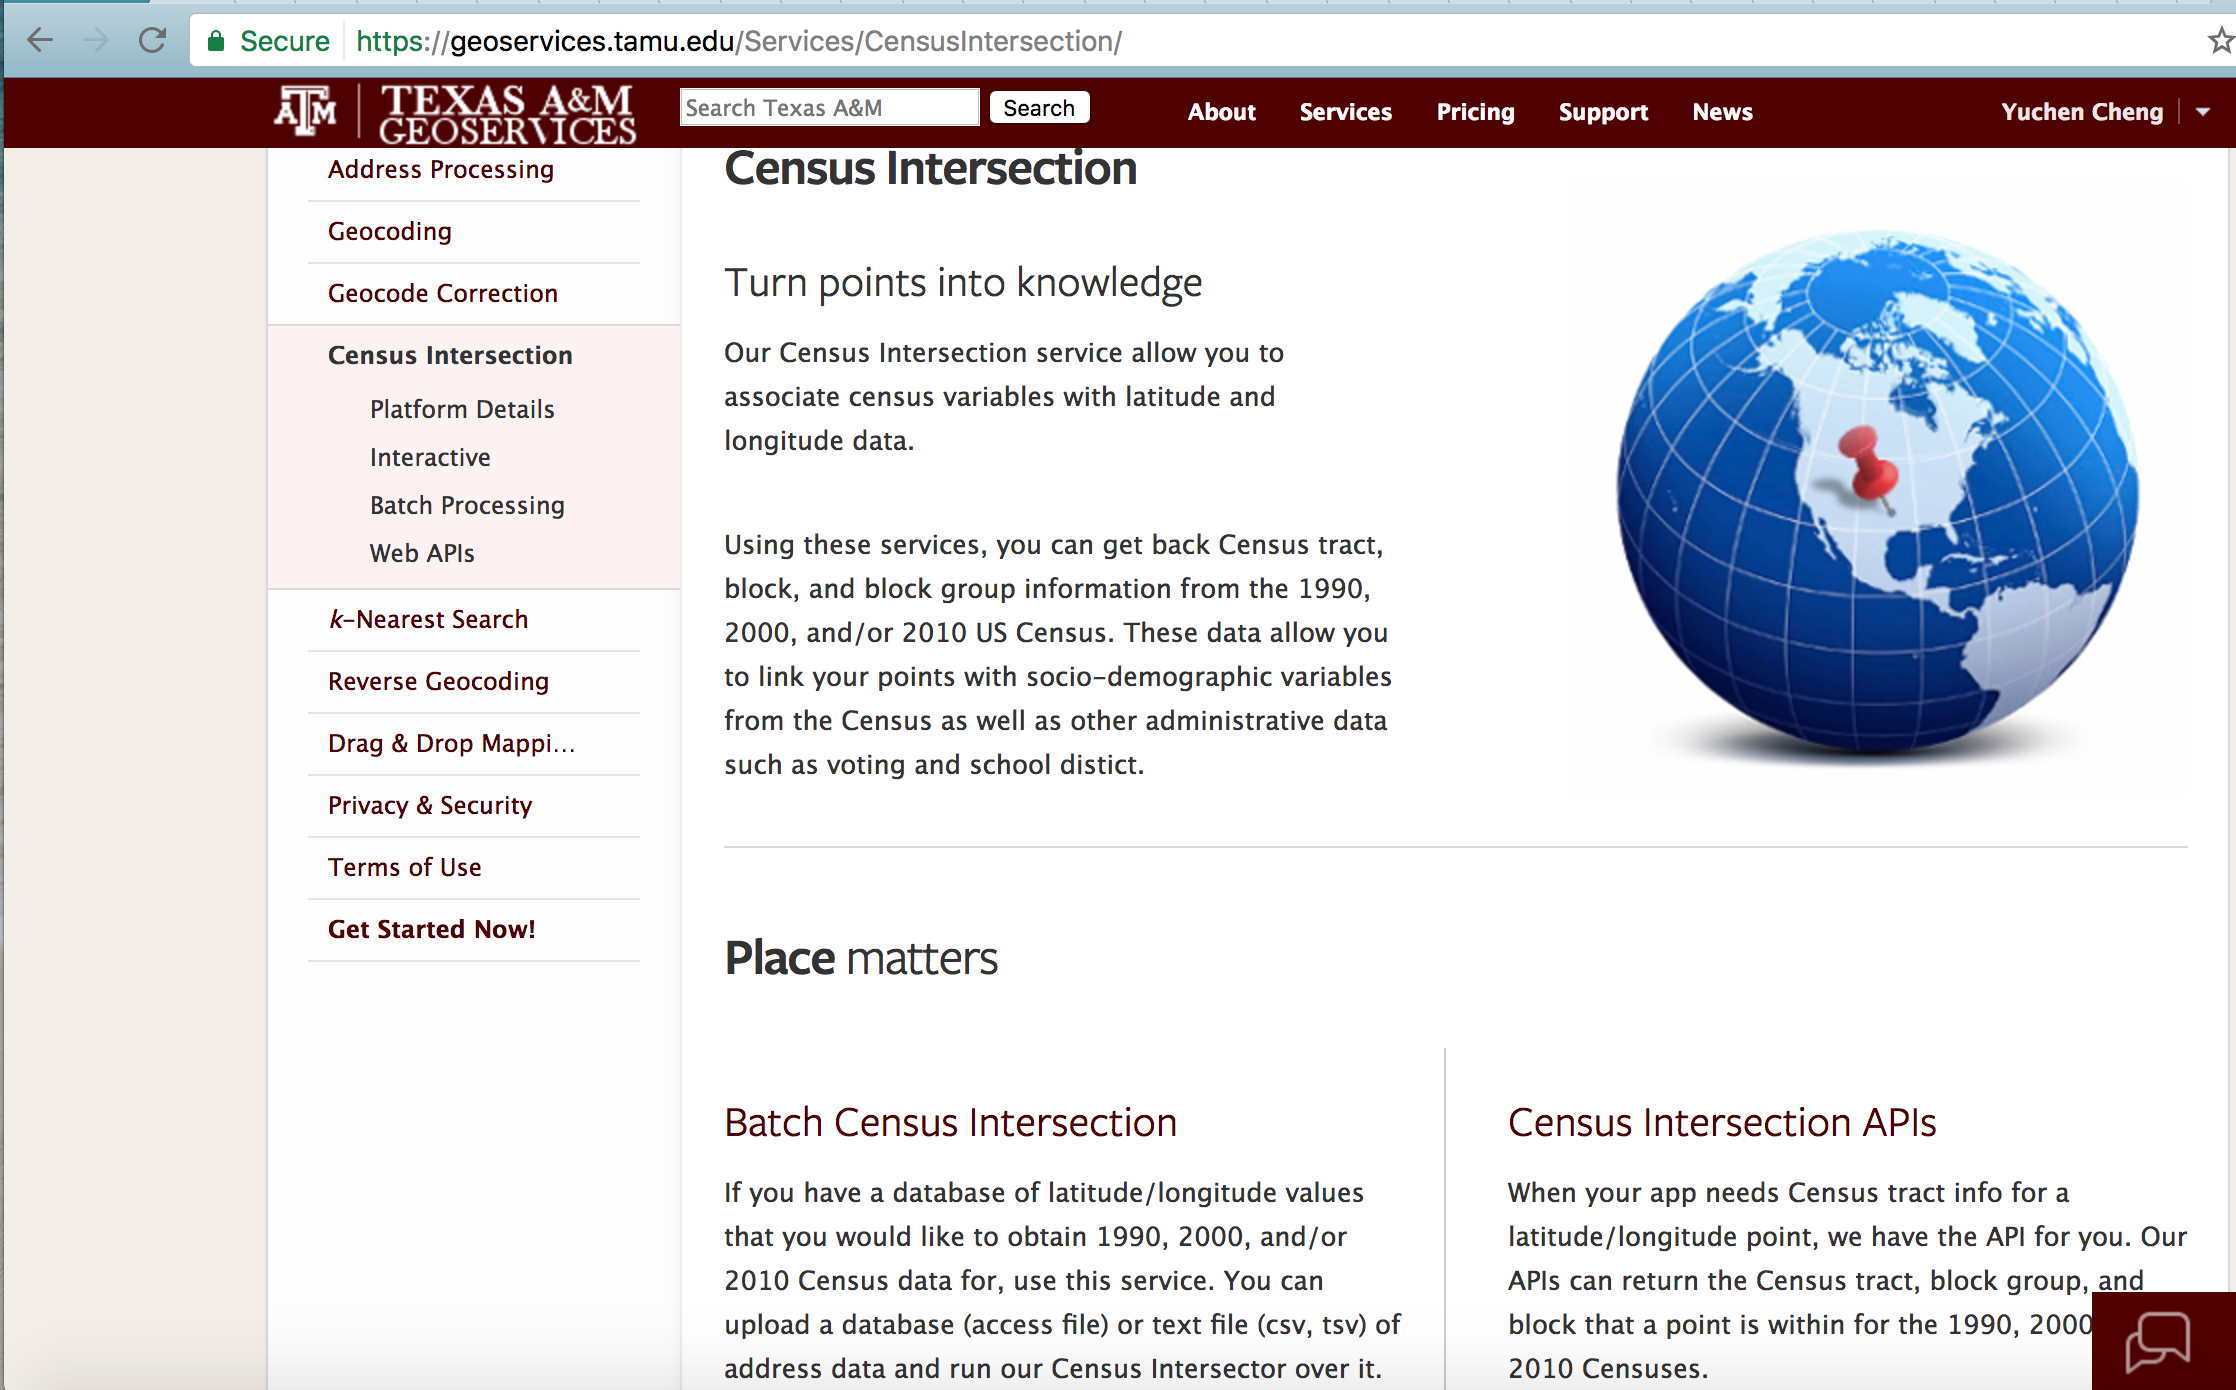 Secure https://geoservices.tamu.edu/Services/CensusIntersection/
ATM TEXAS A&M
GEOSERVICES
Search Texas A&M Search About Services Pricing Support News Yuchen Cheng
Address Processing
Geocoding
Geocode Correction
Census Intersection
Platform Details
Interactive
Batch Processing
Web APIs
k-Nearest Search
Reverse Geocoding
Drag & Drop Mappi...
Privacy & Security
Terms of Use
Get Started Now!
Census Intersection
Turn points into knowledge
Our Census Intersection service allow you to
associate census variables with latitude and
longitude data.
Using these services, you can get back Census tract,
block, and block group information from the 1990,
2000, and/or 2010 US Census. These data allow you
to link your points with socio-demographic variables
from the Census as well as other administrative data
such as voting and school distict.
Place matters
Batch Census Intersection
If you have a database of latitude/longitude values
that you would like to obtain 1990, 2000, and/or
2010 Census data for, use this service. You can
upload a database (access file) or text file (csv, tsv) of
address data and run our Census Intersector over it.
Census Intersection APIs
When your app needs Census tract info for a
latitude/longitude point, we have the API for you. Our
APIs can return the Census tract, block group, and
block that a point is within for the 1990, 2000
2010 Censuses.